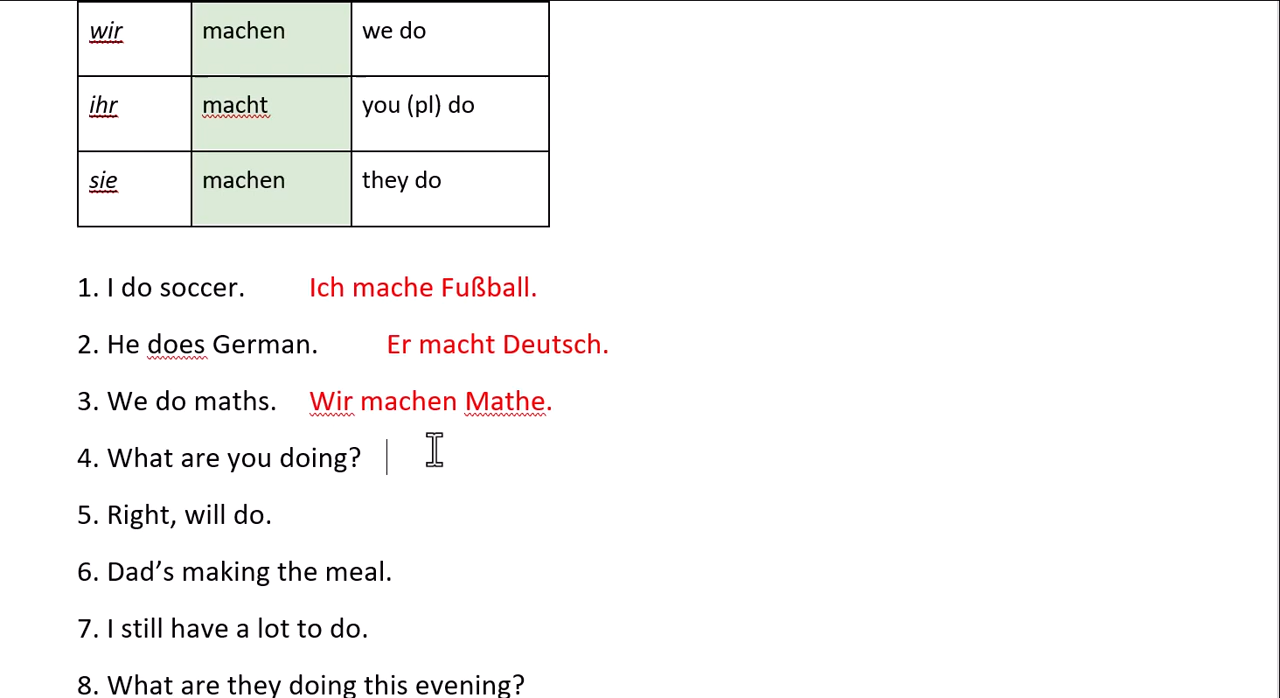 wir machen we do
ihr macht you (pl) do
sie machen they do
1. I do soccer. Ich mache Fußball.
2. He does German. Er macht Deutsch.
3. We do maths. Wir machen Mathe.
4. What are you doing?
5. Right, will do.
6. Dad’s making the meal.
7. I still have a lot to do.
8. What are they doing this evening?